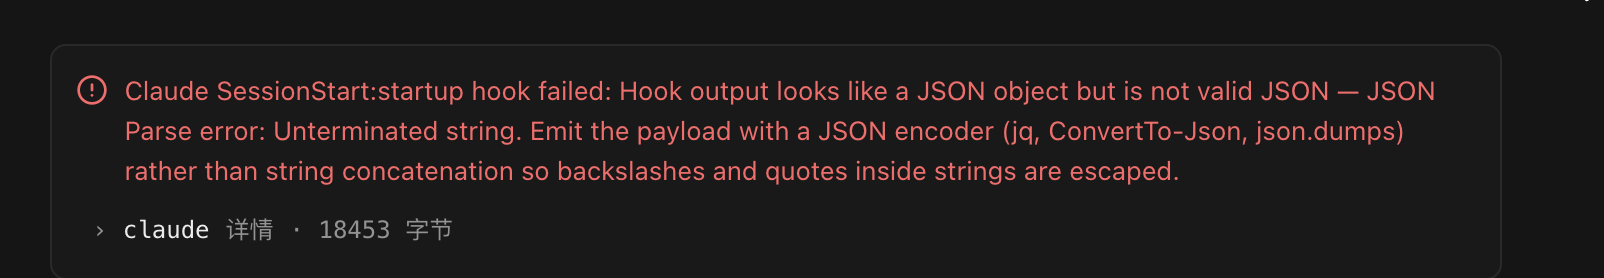 Claude SessionStart:startup hook failed: Hook output looks like a JSON object but is not valid JSON — JSON
Parse error: Unterminated string. Emit the payload with a JSON encoder (jq, ConvertTo-Json, json.dumps)
rather than string concatenation so backslashes and quotes inside strings are escaped.
› claude 详情 · 18453 字节